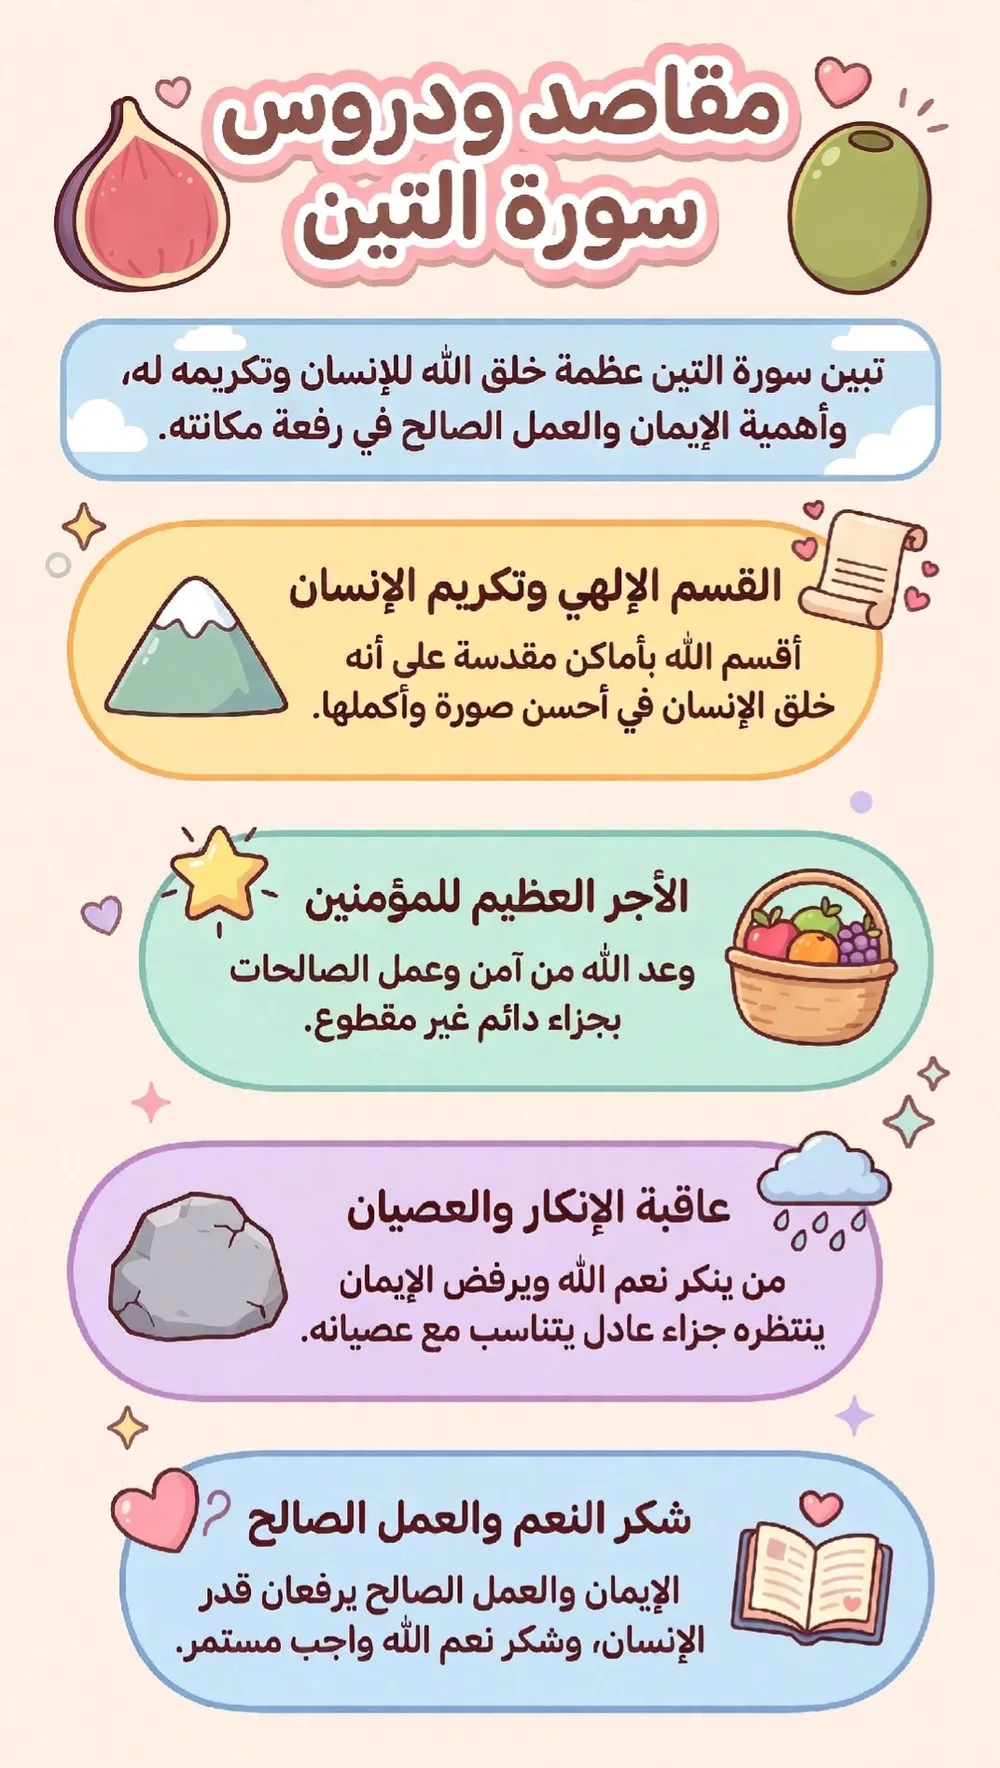 مقاصد ودروس
سورة التين
تبين سورة التين عظمة خلق الله للإنسان وتكريمه له،
وأهمية الإيمان والعمل الصالح في رفعة مكانته.
القسم الإلهي وتكريم الإنسان
أقسم الله بأماكن مقدسة على أنه
خلق الإنسان في أحسن صورة وأكملها.
الأجر العظيم للمؤمنين
وعد الله من آمن وعمل الصالحات
بجزاء دائم غير مقطوع.
عاقبة الإنكار والعصيان
من ينكر نعم الله ويرفض الإيمان
ينتظره جزاء عادل يتناسب مع عصيانه.
شكر النعم والعمل الصالح
الإيمان والعمل الصالح يرفعان قدر
الإنسان، وشكر نعم الله واجب مستمر.